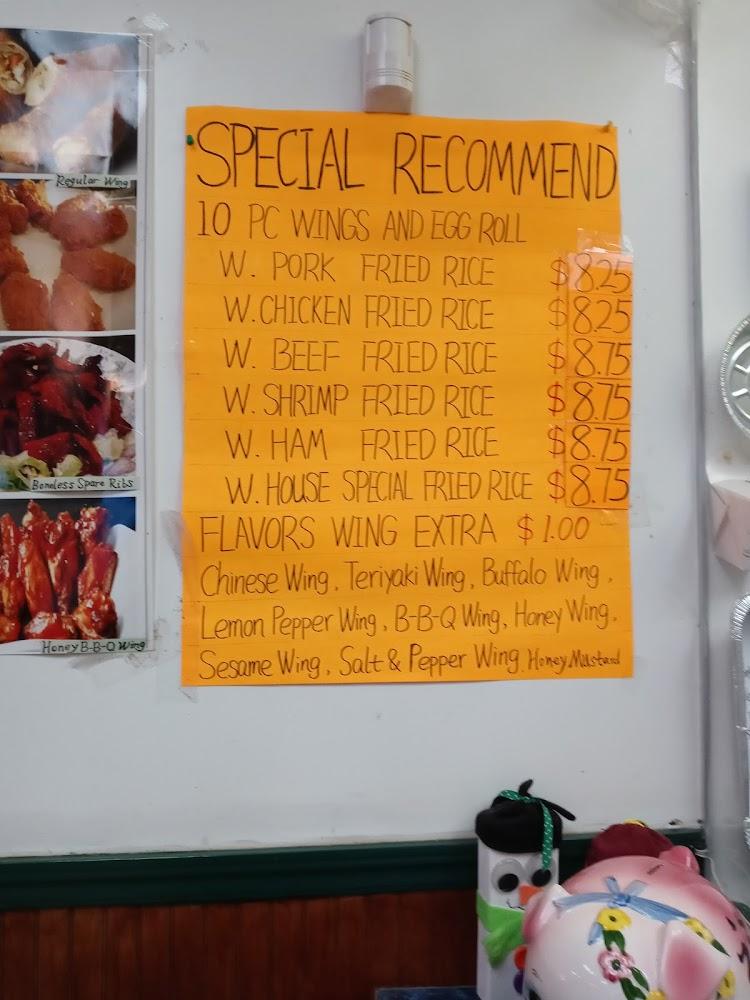 SPECIAL RECOMMEND
10 PC WINGS AND EGG ROLL
W. PORK FRIED RICE $8.25
W. CHICKEN FRIED RICE $8.25
W. BEEF FRIED RICE $8.75
W. SHRIMP FRIED RICE $8.75
W. HAM FRIED RICE $8.75
W. HOUSE SPECIAL FRIED RICE $8.75
FLAVORS WING EXTRA $1.00
Chinese Wing, Teriyaki Wing, Buffalo Wing,
Lemon Pepper Wing, B-B-Q Wing, Honey Wing,
Sesame Wing, Salt & Pepper Wing, Honey Mustard
Regular Wing
Boneless Spare Ribs
Honey B-B-Q Wing